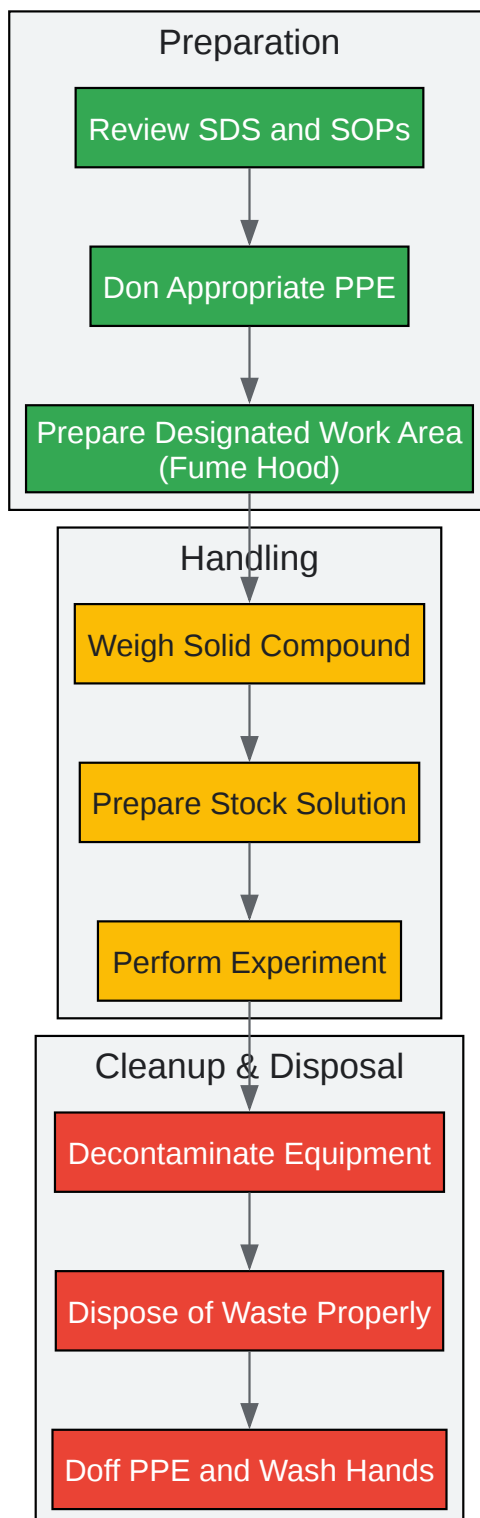 Preparation
Review SDS and SOPs
Don Appropriate PPE
Prepare Designated Work Area
(Fume Hood)
Handling
Weigh Solid Compound
Prepare Stock Solution
Perform Experiment
Cleanup & Disposal
Decontaminate Equipment
Dispose of Waste Properly
Doff PPE and Wash Hands